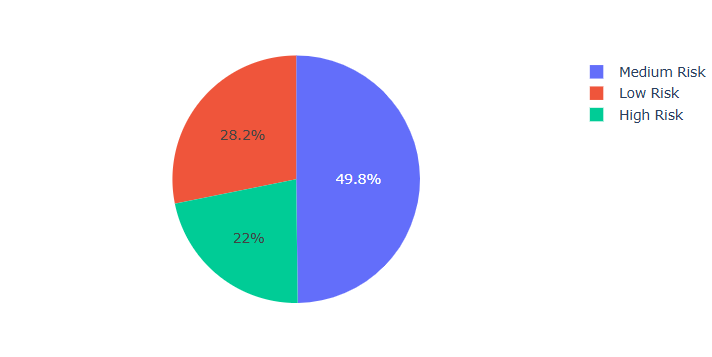 Medium Risk
Low Risk
High Risk
28.2%
49.8%
22%